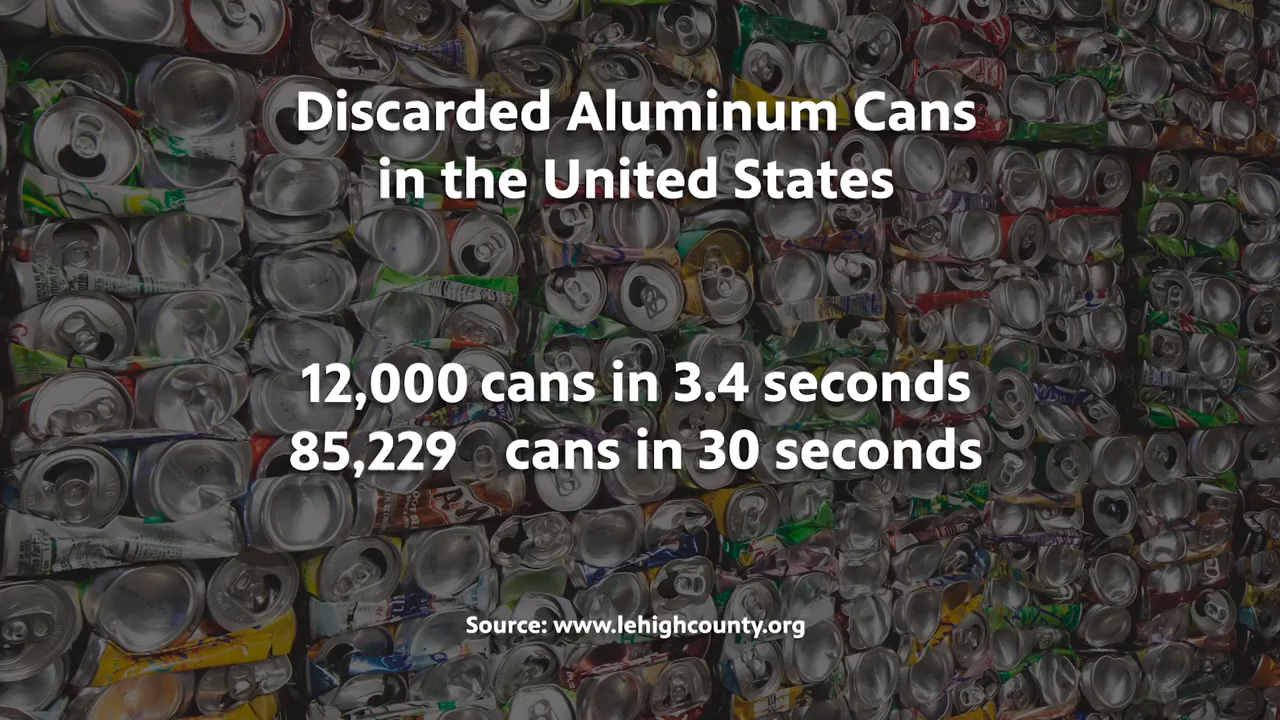 Discarded Aluminum Cans
in the United States
12,000 cans in 3.4 seconds
85,229 cans in 30 seconds
Source: www.lehighcounty.org